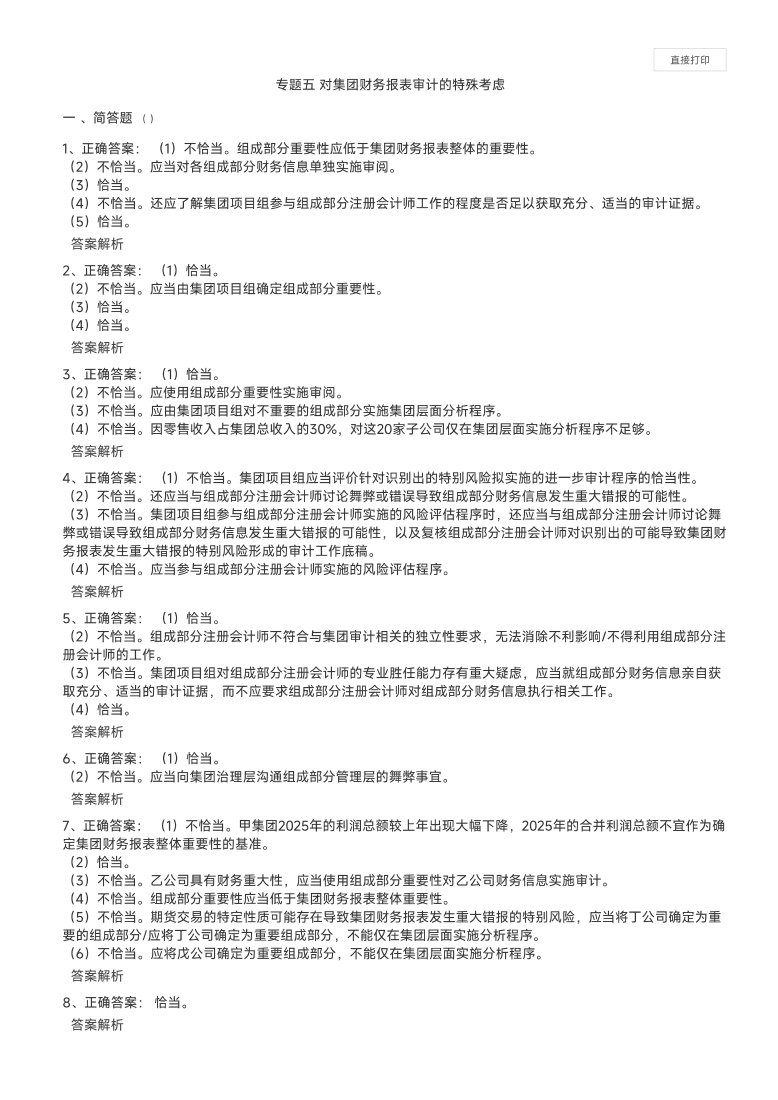 直接打印
专题五 对集团财务报表审计的特殊考虑
一 、简答题 （ ）
1、正确答案： （1）不恰当。组成部分重要性应低于集团财务报表整体的重要性。
（2）不恰当。应当对各组成部分财务信息单独实施审阅。
（3）恰当。
（4）不恰当。还应了解集团项目组参与组成部分注册会计师工作的程度是否足以获取充分、适当的审计证据。
（5）恰当。
答案解析
2、正确答案： （1）恰当。
（2）不恰当。应当由集团项目组确定组成部分重要性。
（3）恰当。
（4）恰当。
答案解析
3、正确答案： （1）恰当。
（2）不恰当。应使用组成部分重要性实施审阅。
（3）不恰当。应由集团项目组对不重要的组成部分实施集团层面分析程序。
（4）不恰当。因零售收入占集团总收入的30%，对这20家子公司仅在集团层面实施分析程序不足够。
答案解析
4、正确答案： （1）不恰当。集团项目组应当评价针对识别出的特别风险拟实施的进一步审计程序的恰当性。
（2）不恰当。还应当与组成部分注册会计师讨论舞弊或错误导致组成部分财务信息发生重大错报的可能性。
（3）不恰当。集团项目组参与组成部分注册会计师实施的风险评估程序时，还应当与组成部分注册会计师讨论舞
弊或错误导致组成部分财务信息发生重大错报的可能性，以及复核组成部分注册会计师对识别出的可能导致集团财
务报表发生重大错报的特别风险形成的审计工作底稿。
（4）不恰当。应当参与组成部分注册会计师实施的风险评估程序。
答案解析
5、正确答案： （1）恰当。
（2）不恰当。组成部分注册会计师不符合与集团审计相关的独立性要求，无法消除不利影响/不得利用组成部分注
册会计师的工作。
（3）不恰当。集团项目组对组成部分注册会计师的专业胜任能力存有重大疑虑，应当就组成部分财务信息亲自获
取充分、适当的审计证据，而不应要求组成部分注册会计师对组成部分财务信息执行相关工作。
（4）恰当。
答案解析
6、正确答案： （1）恰当。
（2）不恰当。应当向集团治理层沟通组成部分管理层的舞弊事宜。
答案解析
7、正确答案： （1）不恰当。甲集团2025年的利润总额较上年出现大幅下降，2025年的合并利润总额不宜作为确
定集团财务报表整体重要性的基准。
（2）恰当。
（3）不恰当。乙公司具有财务重大性，应当使用组成部分重要性对乙公司财务信息实施审计。
（4）不恰当。组成部分重要性应当低于集团财务报表整体重要性。
（5）不恰当。期货交易的特定性质可能存在导致集团财务报表发生重大错报的特别风险，应当将丁公司确定为重
要的组成部分/应将丁公司确定为重要组成部分，不能仅在集团层面实施分析程序。
（6）不恰当。应将戊公司确定为重要组成部分，不能仅在集团层面实施分析程序。
答案解析
8、正确答案： 恰当。
答案解析